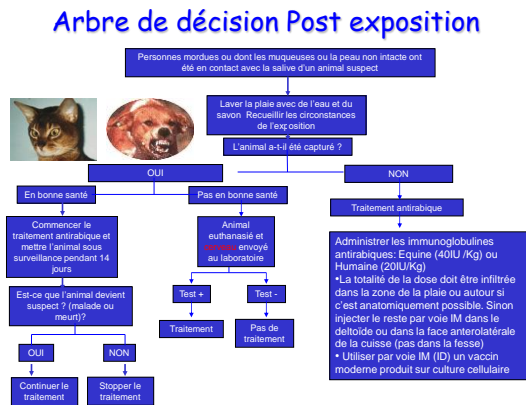 Arbre de décision Post exposition
Personnes mordues ou dont les muqueuses ou la peau non intacte ont
été en contact avec la salive d'un animal suspect
Laver la plaie avec de l'eau et du
savon Recueillir les circonstances
de l'exposition
L'animal a-t-il été capturé ?
OUI
NON
En bonne santé
Pas en bonne santé
Traitement antirabique
Commencer le
traitement antirabique et
mettre l'animal sous
surveillance pendant 14
jours
Animal
euthanasié et
envoyé
au laboratoire
Administrer les immunoglobulines
antirabiques: Equine (40IU /Kg) ou
Humaine (20IU/Kg)
•La totalité de la dose doit être infiltrée
dans la zone de la plaie ou autour si
c'est anatomiquement possible. Sinon
injecter le reste par voie IM dans le
deltoïde ou dans la face anterolatérale
de la cuisse (pas dans la fesse)
• Utiliser par voie IM (ID) un vaccin
moderne produit sur culture cellulaire
Est-ce que l'animal devient
suspect ? (malade ou
meurt)?
Test +
Test -
Traitement
Pas de
traitement
OUI
NON
Continuer le
traitement
Stopper le
traitement